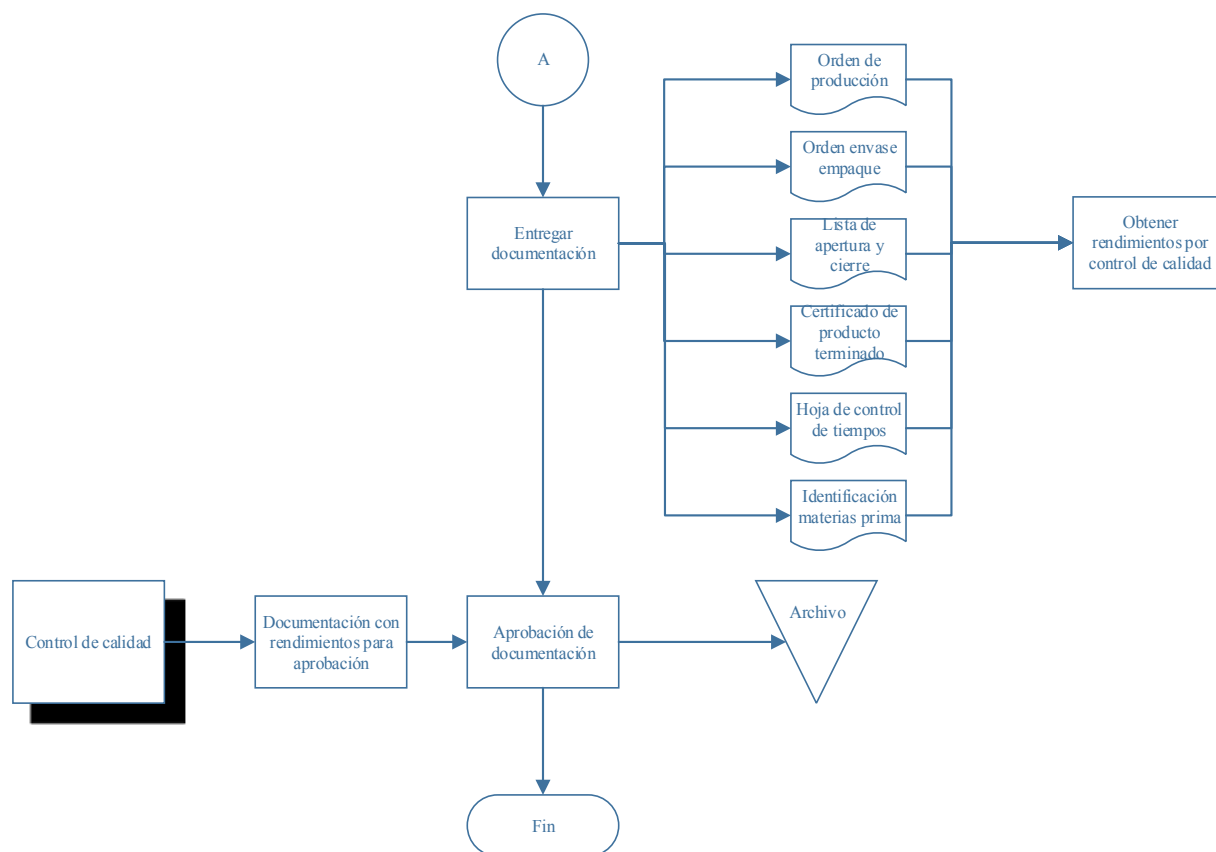 A
Entregar
documentación
Orden de
producción
Orden envase
empaque
Lista de
apertura y
cierre
Certificado de
producto
terminado
Hoja de control
de tiempos
Identificación
materias prima
Obtener
rendimientos por
control de calidad
Control de calidad
Documentación con
rendimientos para
aprobación
Aprobación de
documentación
Archivo
Fin